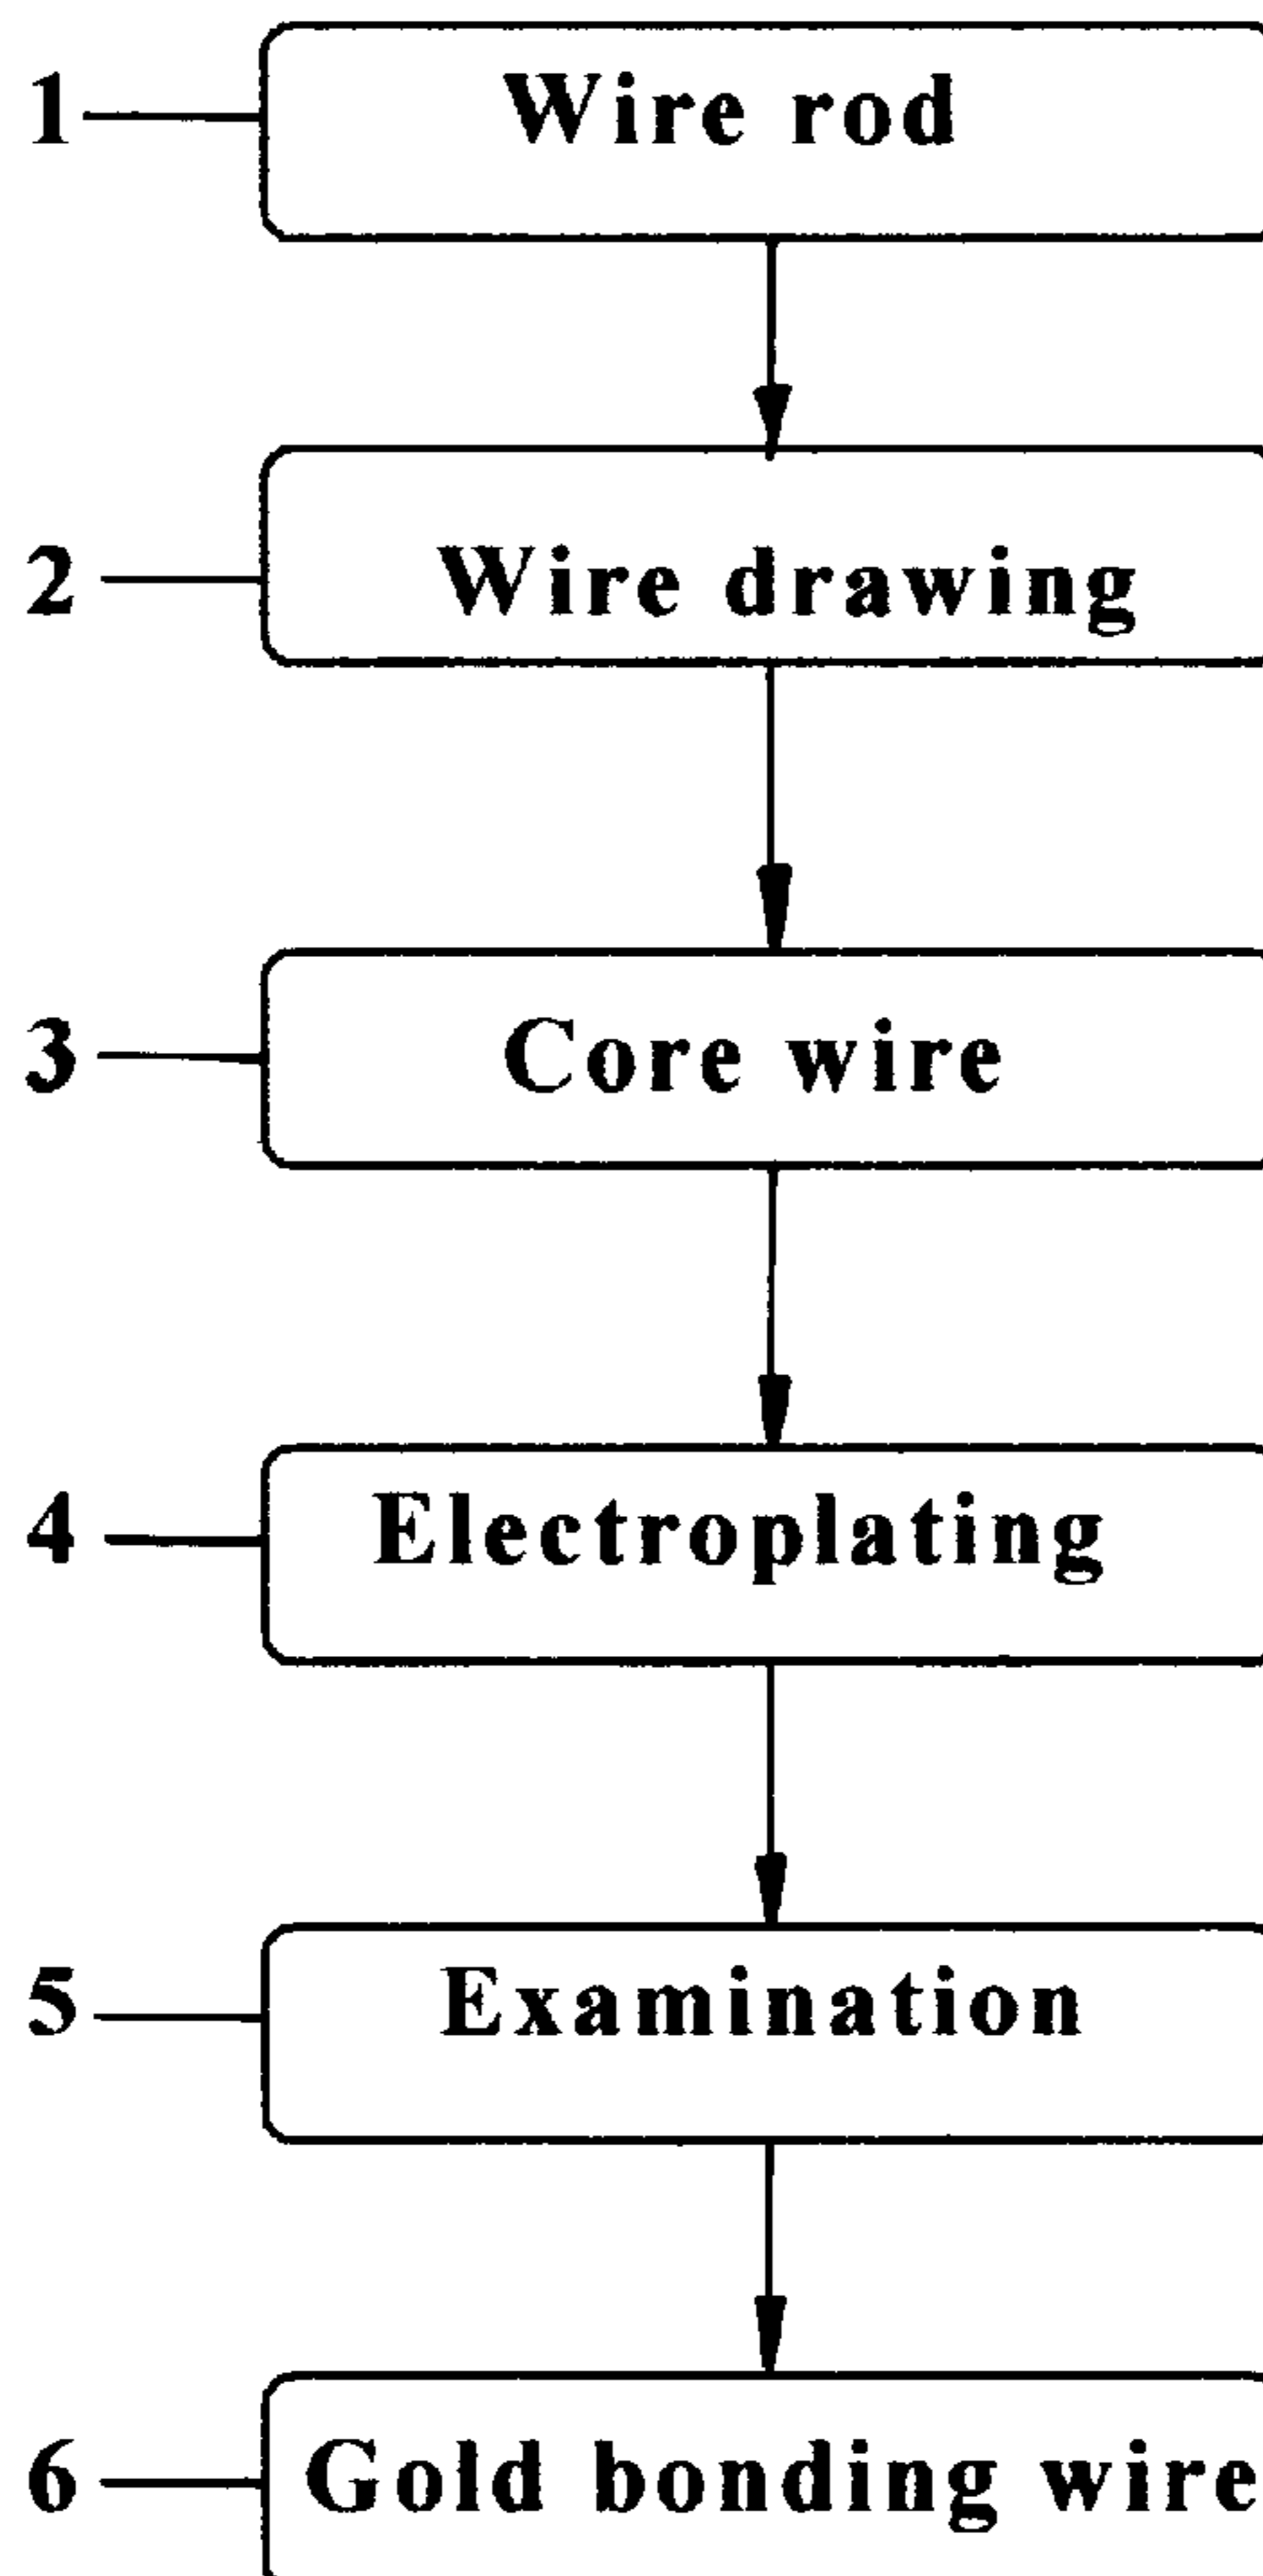 1 Wire rod
2 Wire drawing
3 Core wire
4 Electroplating
5 Examination
6 Gold bonding wire